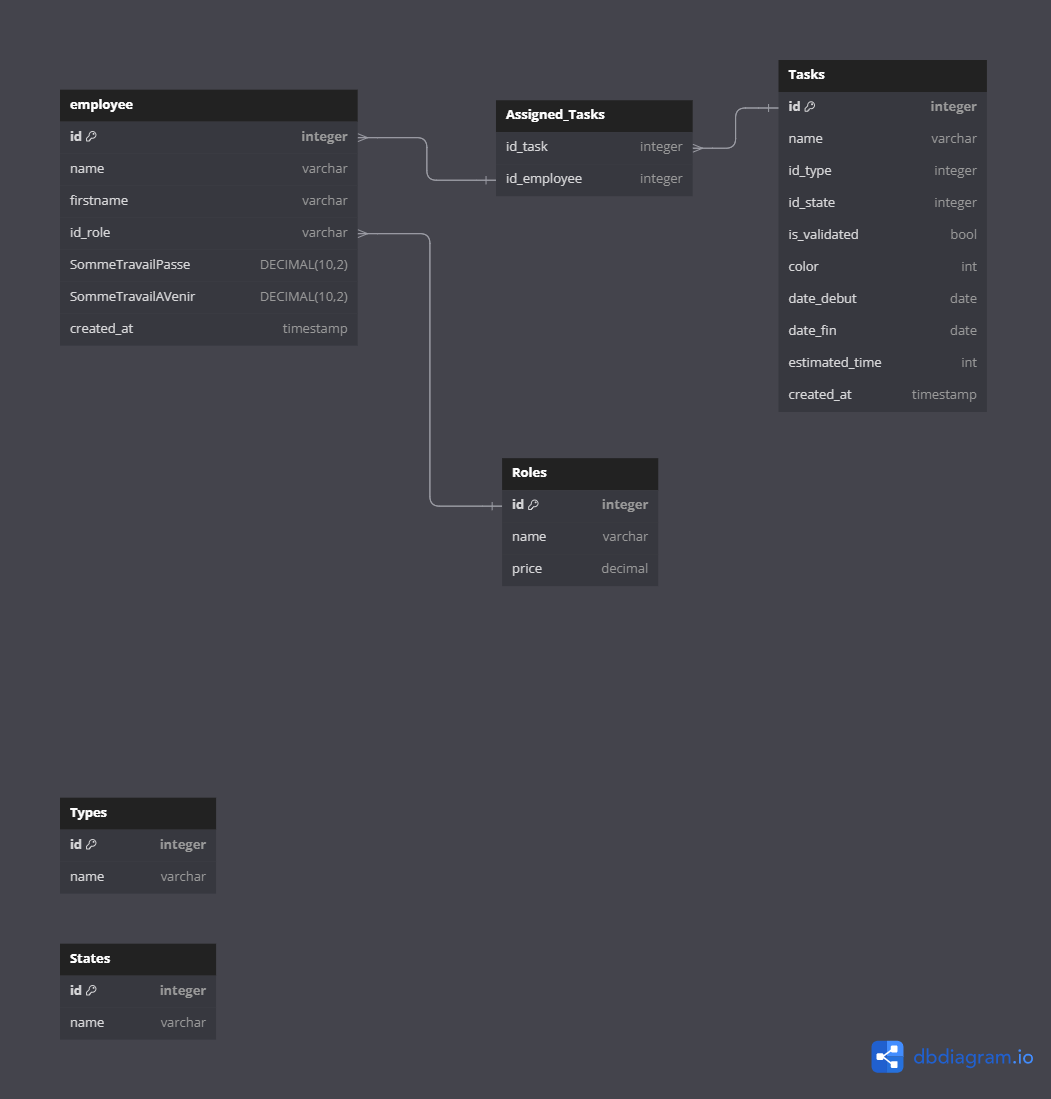 employee
id integer
name varchar
firstname varchar
id_role varchar
SommeTravailPasse DECIMAL(10,2)
SommeTravailAVenir DECIMAL(10,2)
created_at timestamp
Assigned_Tasks
id_task integer
id_employee integer
Tasks
id integer
name varchar
id_type integer
id_state integer
is_validated bool
color int
date_debut date
date_fin date
estimated_time int
created_at timestamp
Roles
id integer
name varchar
price decimal
Types
id integer
name varchar
States
id integer
name varchar
dbdiagram.io